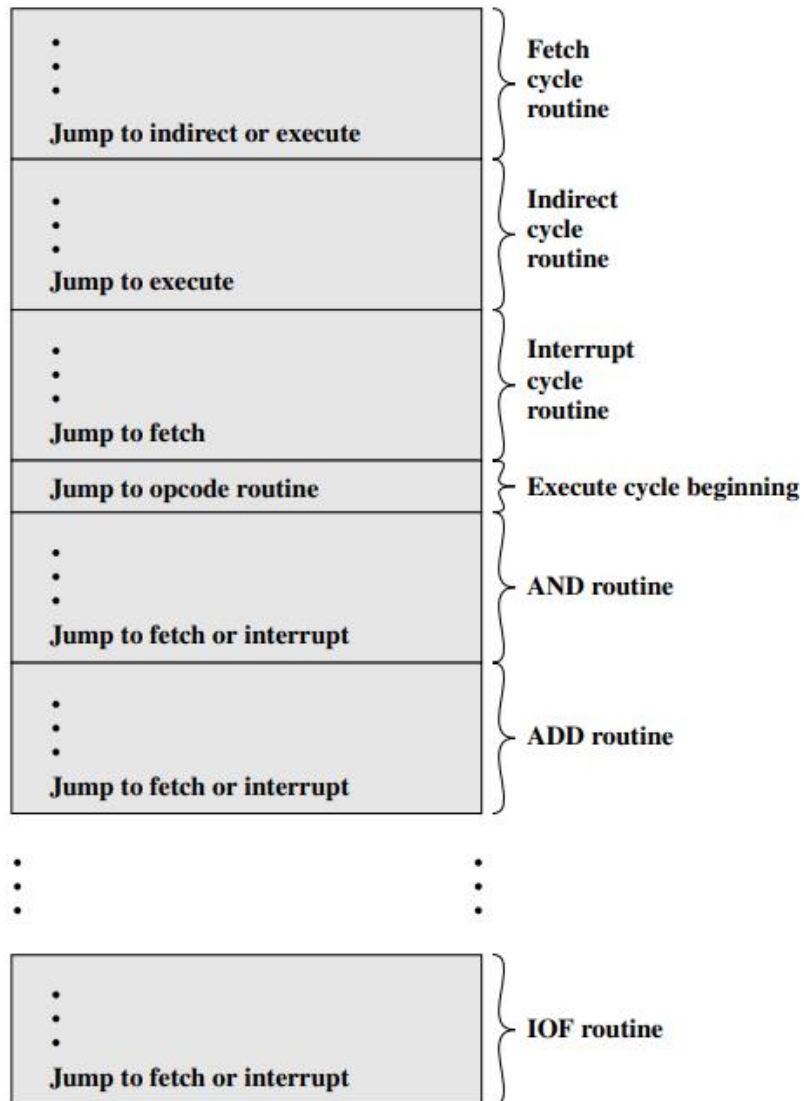 Fetch
cycle
routine
Jump to indirect or execute
Indirect
cycle
routine
Jump to execute
Interrupt
cycle
routine
Jump to fetch
Jump to opcode routine
Execute cycle beginning
AND routine
Jump to fetch or interrupt
ADD routine
Jump to fetch or interrupt
IOF routine
Jump to fetch or interrupt